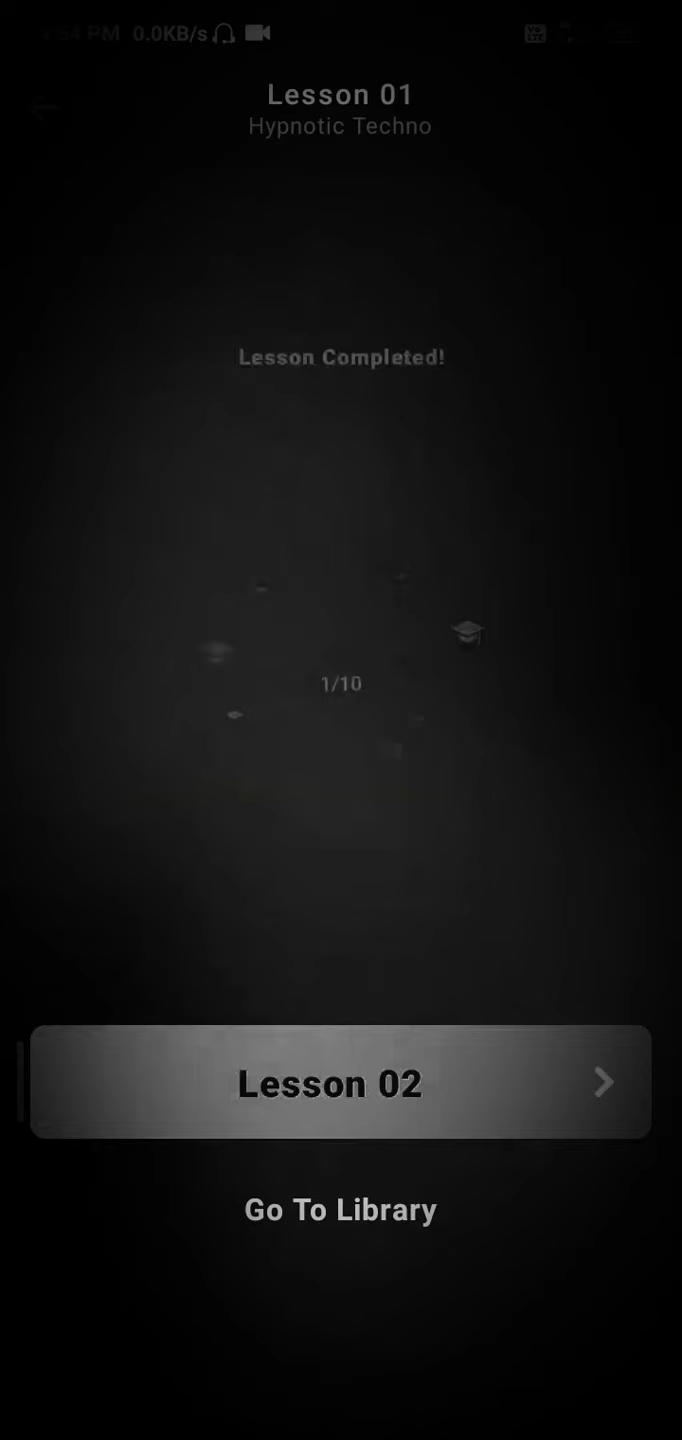 PM 0.0KB/s
Lesson 01
Hypnotic Techno
Lesson Completed!
1/10
Lesson 02
Go To Library